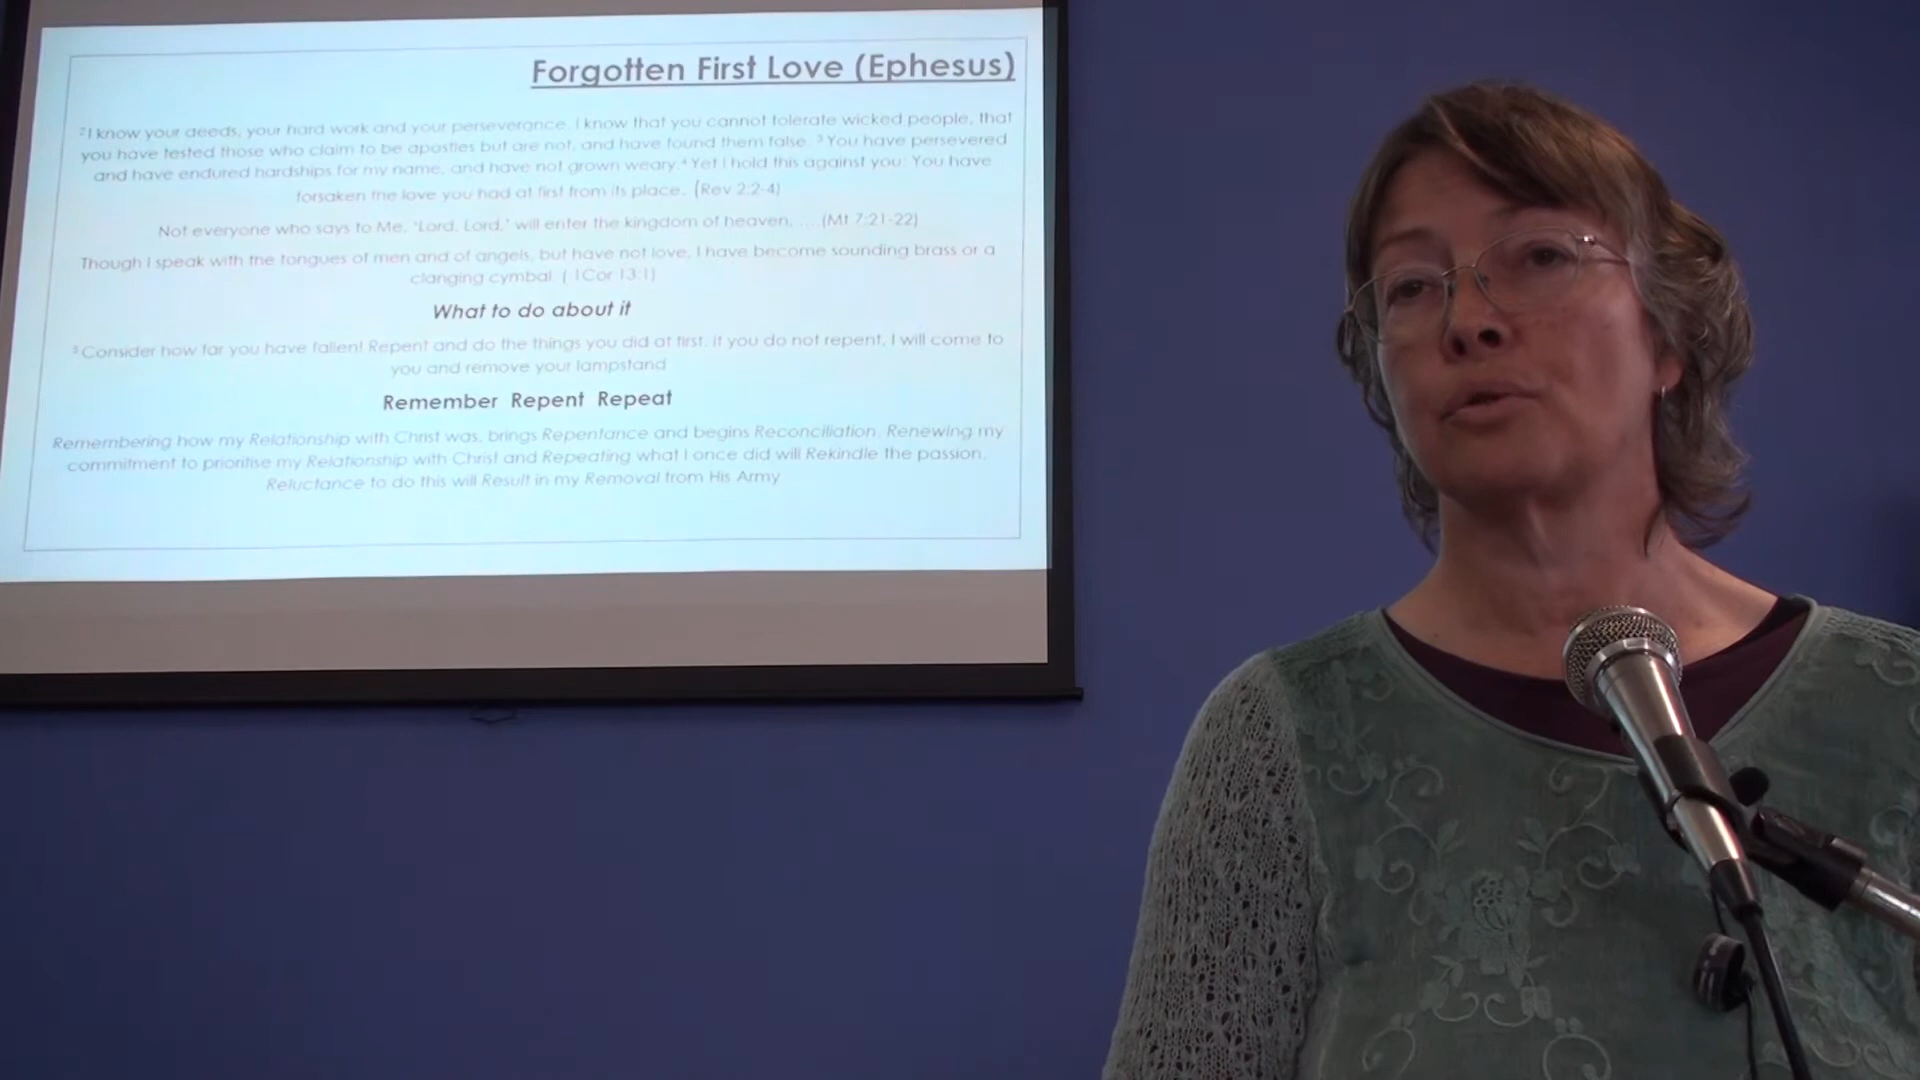 Forgotten First Love (Ephesus)
2 I know your deeds, your hard work and your perseverance. I know that you cannot tolerate wicked people, that
you have tested those who claim to be apostles but are not, and have found them false. 3 You have persevered
and have endured hardships for my name, and have not grown weary. 4 Yet I hold this against you: You have
forsaken the love you had at first from its place. (Rev 2:2-4)
Not everyone who says to Me, 'Lord, Lord,' will enter the kingdom of heaven, ... (Mt 7:21-22)
Though I speak with the tongues of men and of angels, but have not love, I have become sounding brass or a
clanging cymbal. ( 1Cor 13:1)
What to do about it
5 Consider how far you have fallen! Repent and do the things you did at first. If you do not repent, I will come to
you and remove your lampstand
Remember Repent Repeat
Remembering how my Relationship with Christ was, brings Repentance and begins Reconciliation. Renewing my
commitment to prioritise my Relationship with Christ and Repeating what I once did will Rekindle the passion.
Reluctance to do this will Result in my Removal from His Army